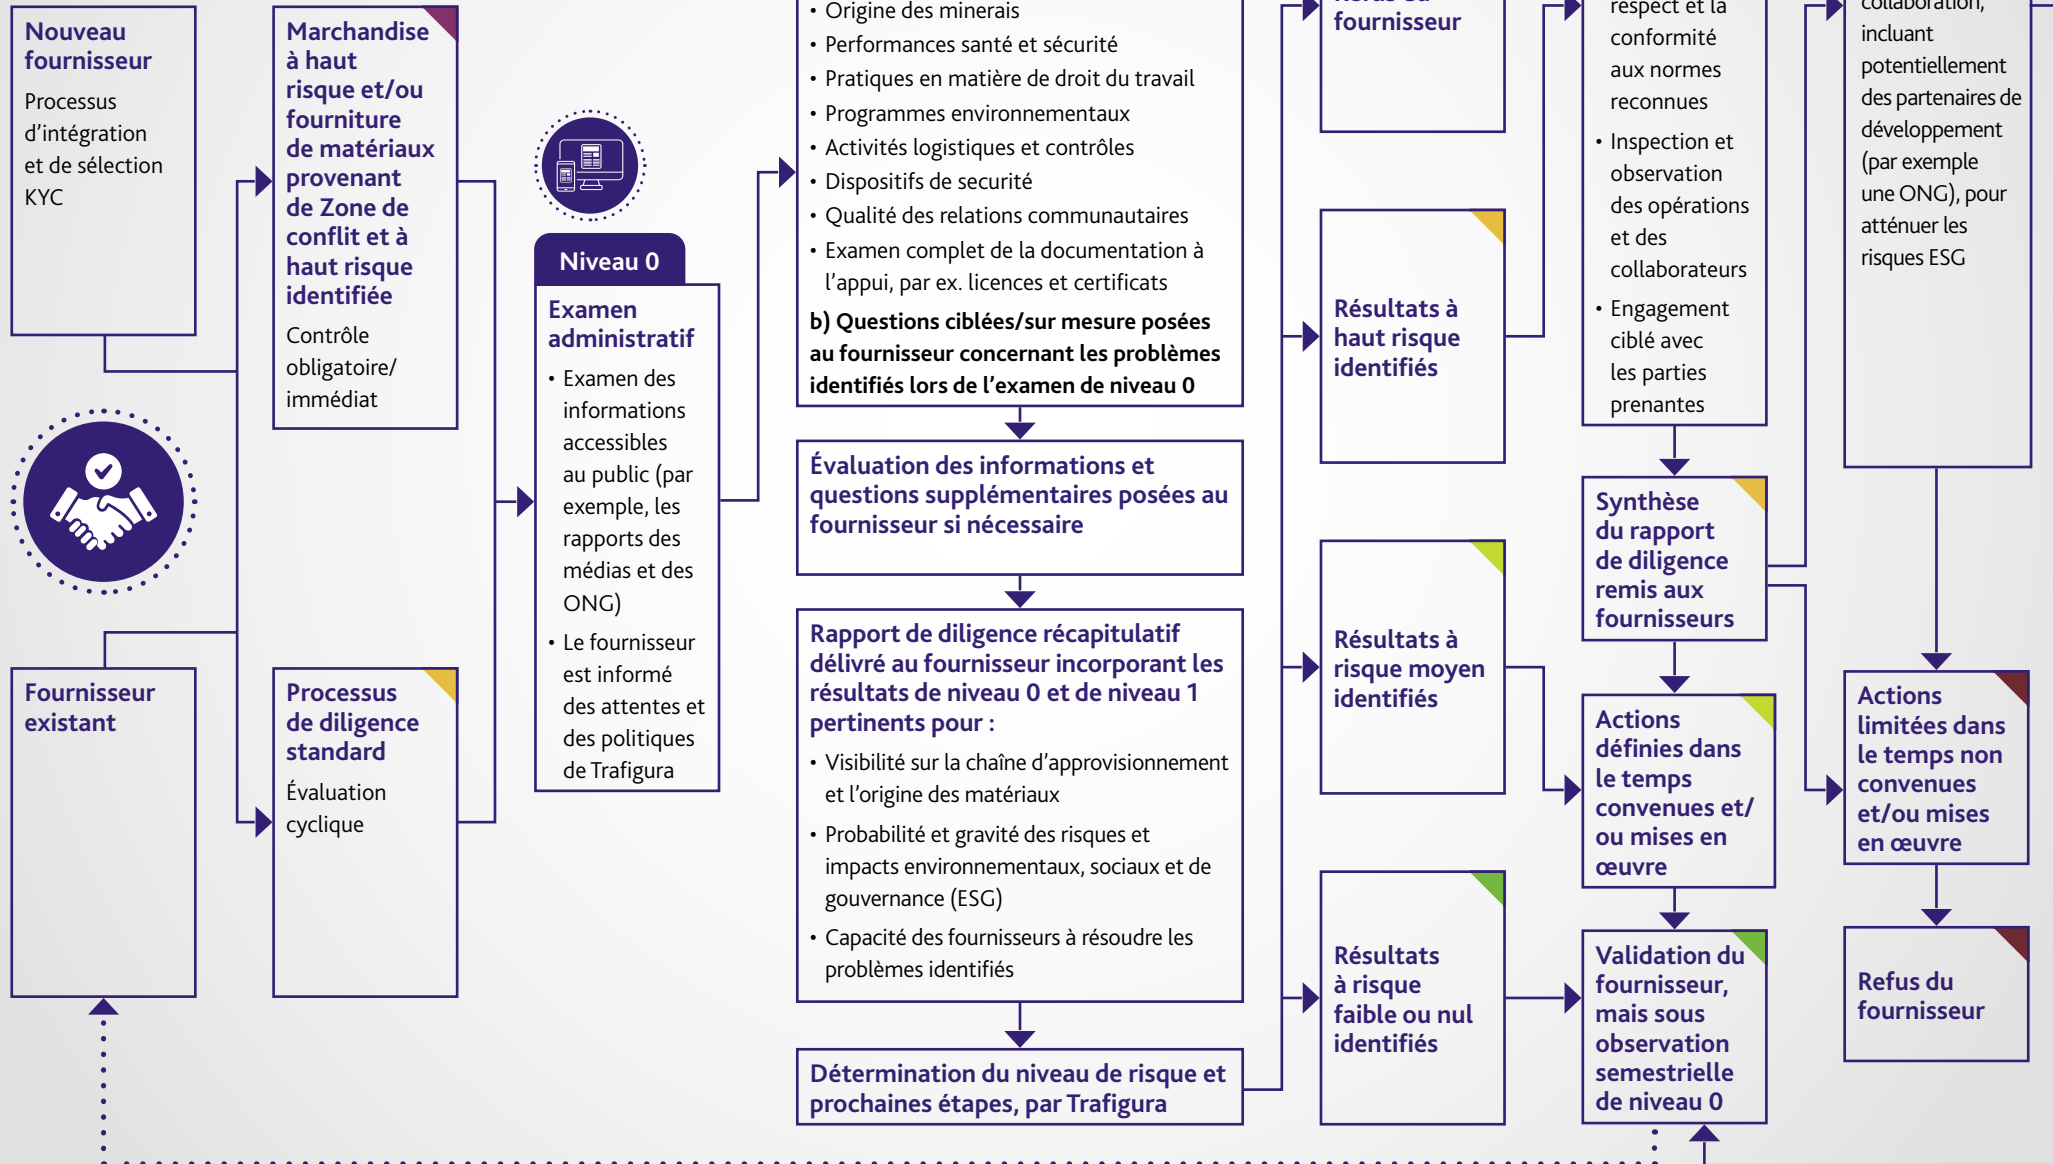 Nouveau
fournisseur
Processus
d’intégration
et de sélection
KYC
Fournisseur
existant
Marchandise
à haut
risque et/ou
fourniture
de matériaux
provenant
de Zone de
conflit et à
haut risque
identifiée
Contrôle
obligatoire/
immédiat
Processus
de diligence
standard
Évaluation
cyclique
Niveau 0
Examen
administratif
• Examen des
informations
accessibles
au public (par
exemple, les
rapports des
médias et des
ONG)
• Le fournisseur
est informé
des attentes et
des politiques
de Trafigura
• Origine des minerais
• Performances santé et sécurité
• Pratiques en matière de droit du travail
• Programmes environnementaux
• Activités logistiques et contrôles
• Dispositifs de securité
• Qualité des relations communautaires
• Examen complet de la documentation à
l’appui, par ex. licences et certificats
b) Questions ciblées/sur mesure posées
au fournisseur concernant les problèmes
identifiés lors de l’examen de niveau 0
Évaluation des informations et
questions supplémentaires posées au
fournisseur si nécessaire
Rapport de diligence récapitulatif
délivré au fournisseur incorporant les
résultats de niveau 0 et de niveau 1
pertinents pour :
• Visibilité sur la chaîne d’approvisionnement
et l’origine des matériaux
• Probabilité et gravité des risques et
impacts environnementaux, sociaux et de
gouvernance (ESG)
• Capacité des fournisseurs à résoudre les
problèmes identifiés
Détermination du niveau de risque et
prochaines étapes, par Trafigura
fournisseur
Résultats à
haut risque
identifiés
Résultats à
risque moyen
identifiés
Résultats
à risque
faible ou nul
identifiés
respect et la
conformité
aux normes
reconnues
• Inspection et
observation
des opérations
et des
collaborateurs
• Engagement
ciblé avec
les parties
prenantes
Synthèse
du rapport
de diligence
remis aux
fournisseurs
Actions
définies dans
le temps
convenues et/
ou mises en
œuvre
Validation du
fournisseur,
mais sous
observation
semestrielle
de niveau 0
collaboration,
incluant
potentiellement
des partenaires de
développement
(par exemple
une ONG), pour
atténuer les
risques ESG
Actions
limitées dans
le temps non
convenues
et/ou mises
en œuvre
Refus du
fournisseur